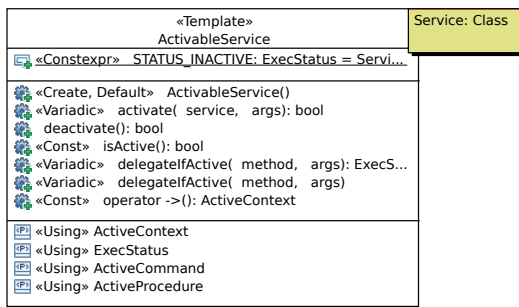 «Template»
ActivableService
Service: Class
«Constexpr» STATUS_INACTIVE: ExecStatus = Servi...
«Create, Default» ActivableService()
«Variadic» activate( service, args): bool
deactivate(): bool
«Const» isActive(): bool
«Variadic» delegateIfActive( method, args): ExecS...
«Variadic» delegateIfActive( method, args)
«Const» operator ->(): ActiveContext
«Using» ActiveContext
«Using» ExecStatus
«Using» ActiveCommand
«Using» ActiveProcedure